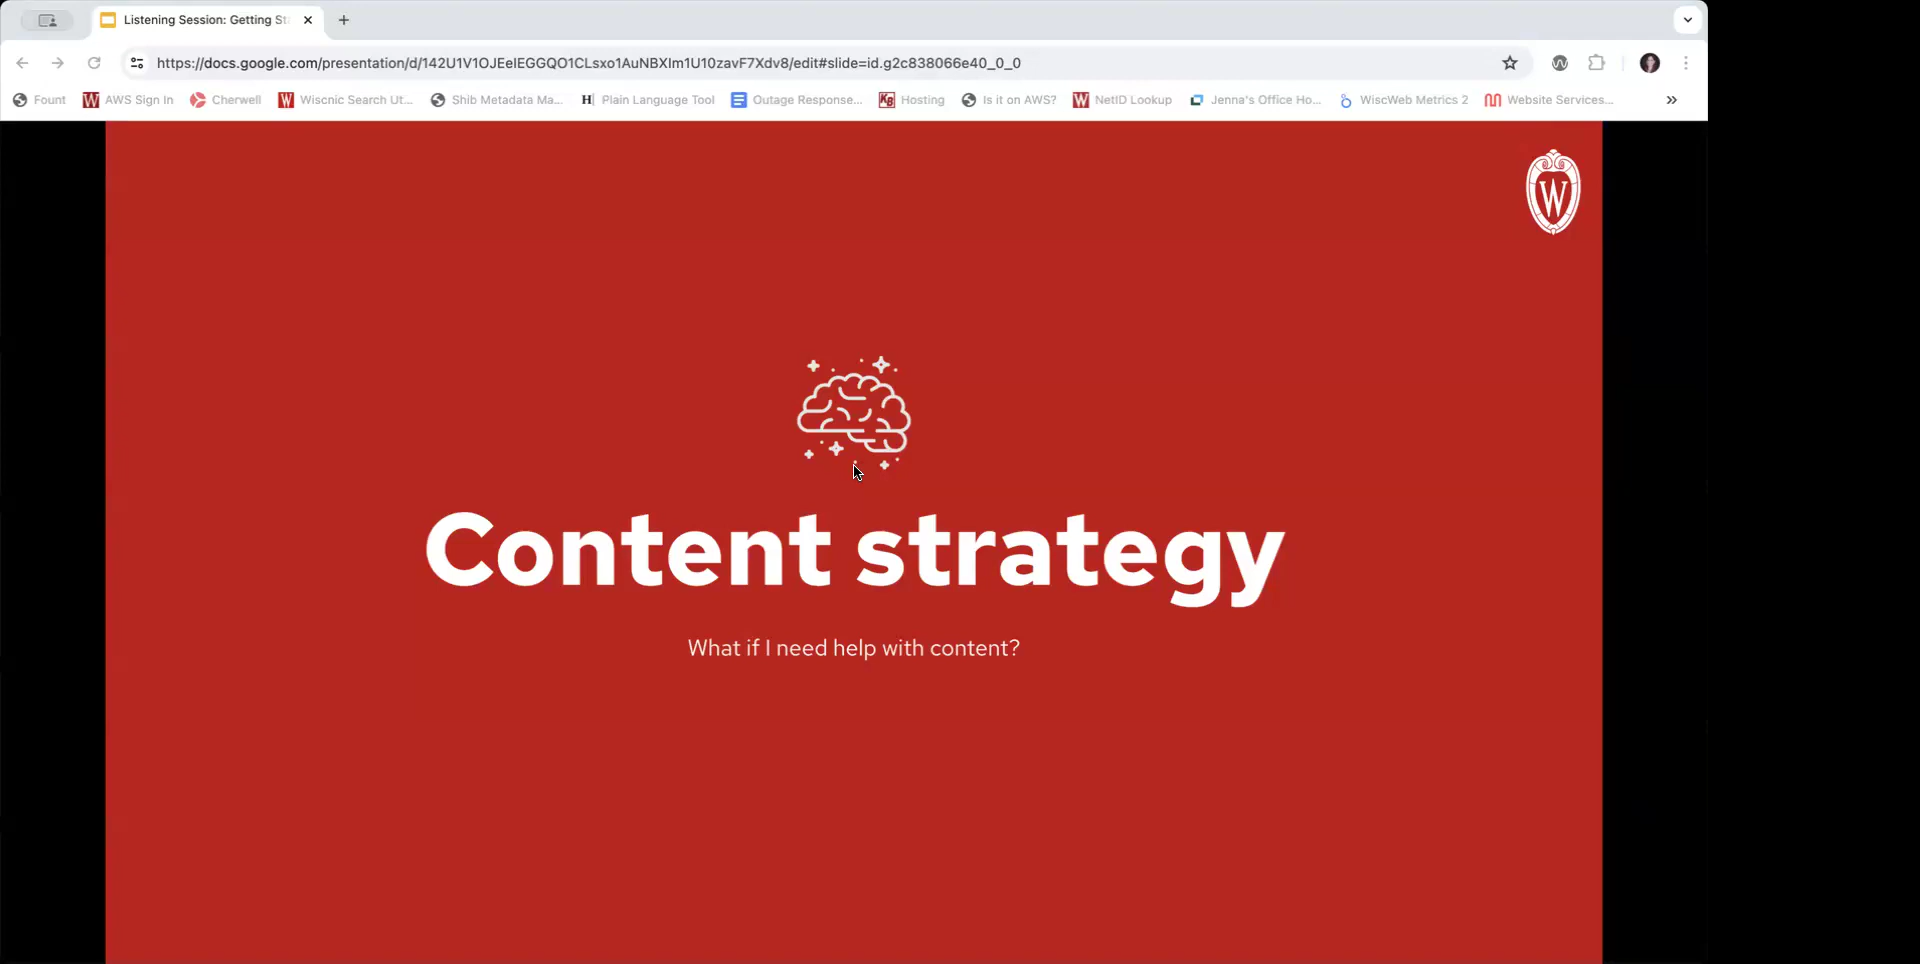 Listening Session: Getting St
https://docs.google.com/presentation/d/142U1V1OJEeIEGGQO1CLsxo1AuNBXIm1U10zavF7Xdv8/edit#slide=id.g2c838066e40_0_0
Fount AWS Sign In Cherwell Wiscnic Search Ut... Shib Metadata Ma... Plain Language Tool Outage Response... Hosting Is it on AWS? NetID Lookup Jenna's Office Ho... WiscWeb Metrics 2 Website Services...
W
Content strategy
What if I need help with content?